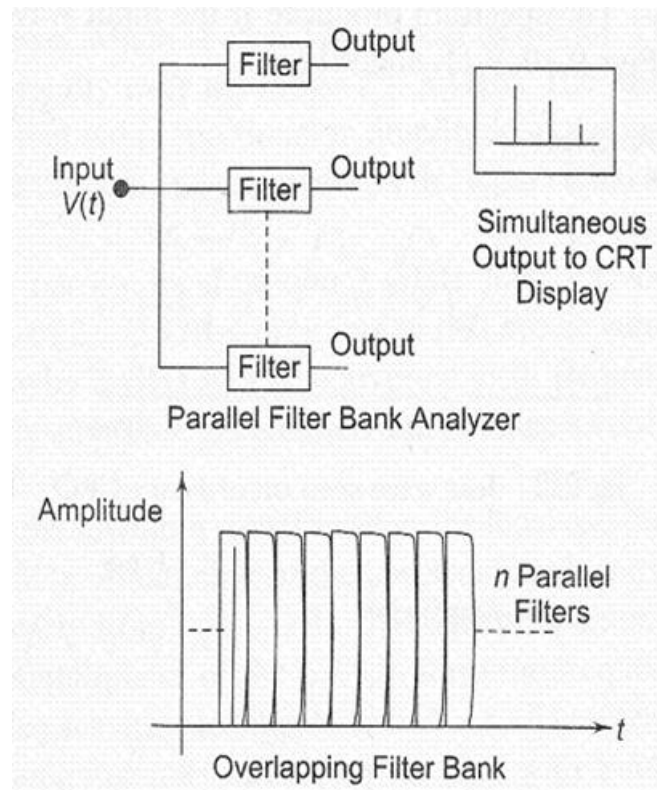 Output
Filter
Input
V(t)
Output
Filter
Output
Filter
Simultaneous
Output to CRT
Display
Parallel Filter Bank Analyzer
Amplitude
n Parallel
Filters
t
Overlapping Filter Bank